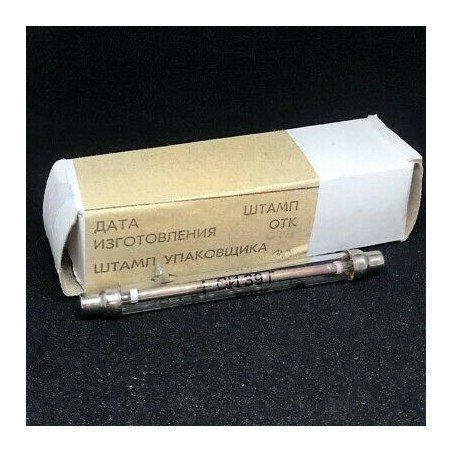 ДАТА ШТАМП
ИЗГОТОВЛЕНИЯ ОТК
ШТАМП УПАКОВЩИКА